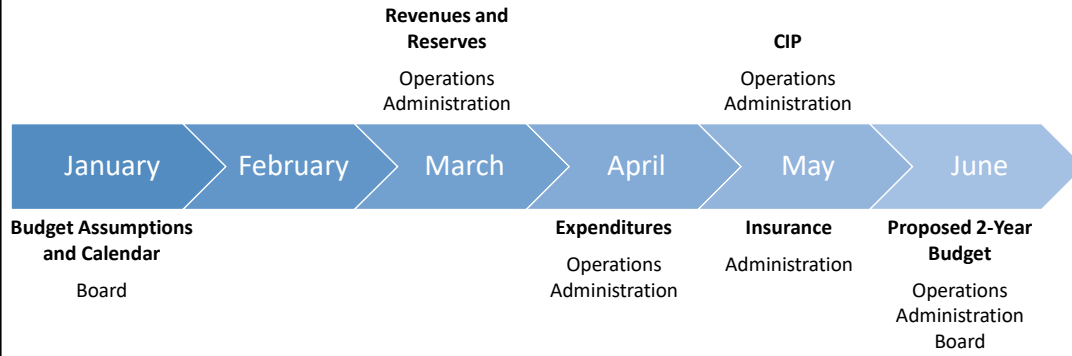 Revenues and
Reserves
Operations
Administration
CIP
Operations
Administration
January
February
March
April
May
June
Budget Assumptions
and Calendar
Board
Expenditures
Operations
Administration
Insurance
Administration
Proposed 2-Year
Budget
Operations
Administration
Board